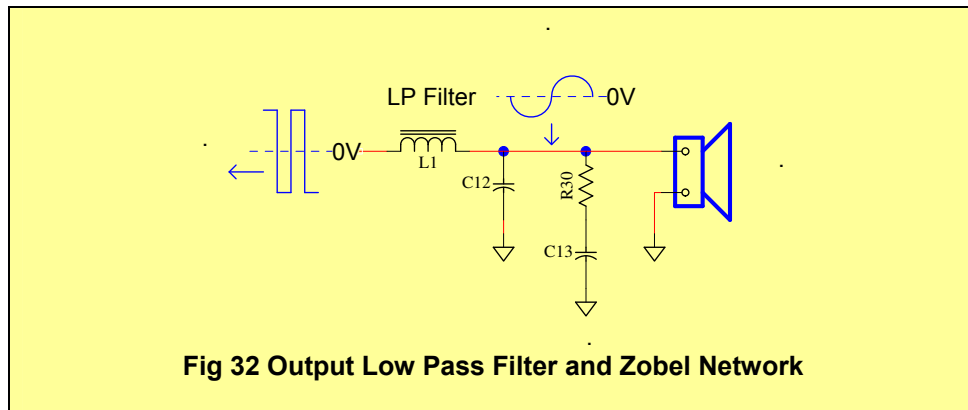 LP Filter
0V
0V
L1
C12
R30
C13
Fig 32 Output Low Pass Filter and Zobel Network